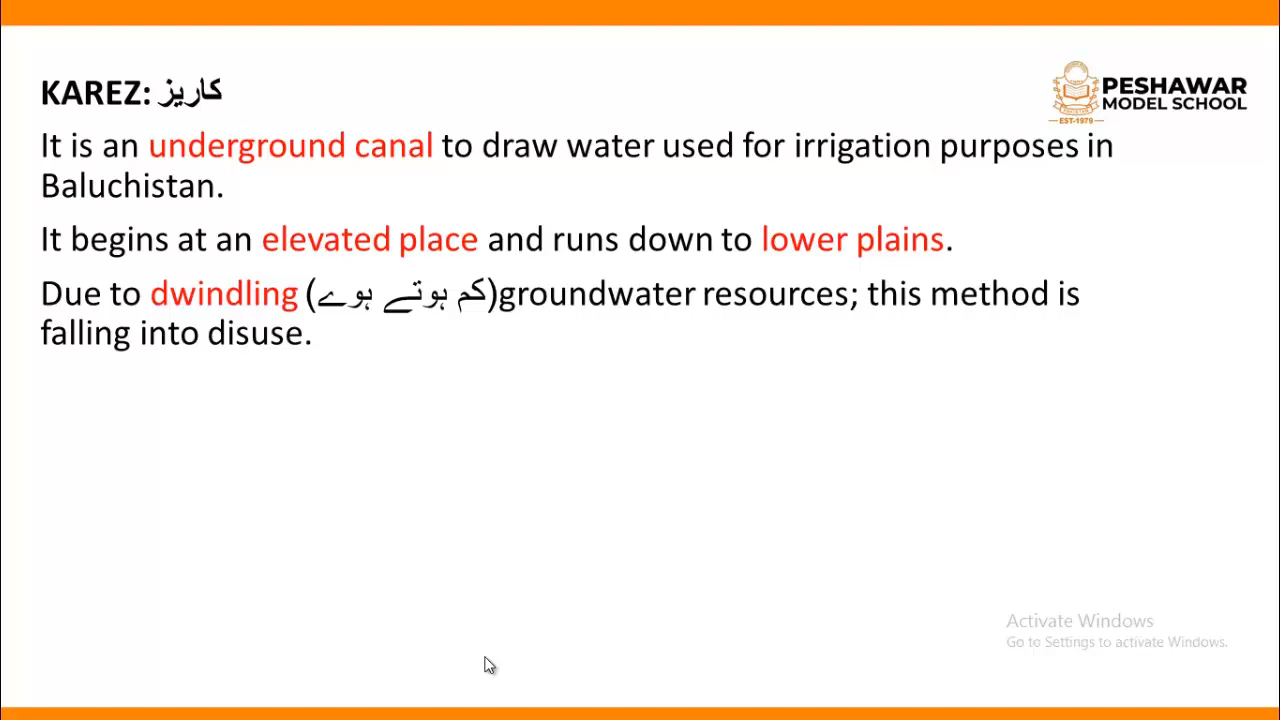 KAREZ: کاریز
PESHAWAR
MODEL SCHOOL
EST-1979
It is an underground canal to draw water used for irrigation purposes in
Baluchistan.
It begins at an elevated place and runs down to lower plains.
Due to dwindling (کم ہوتے ہوے)groundwater resources; this method is
falling into disuse.
Activate Windows
Go to Settings to activate Windows.